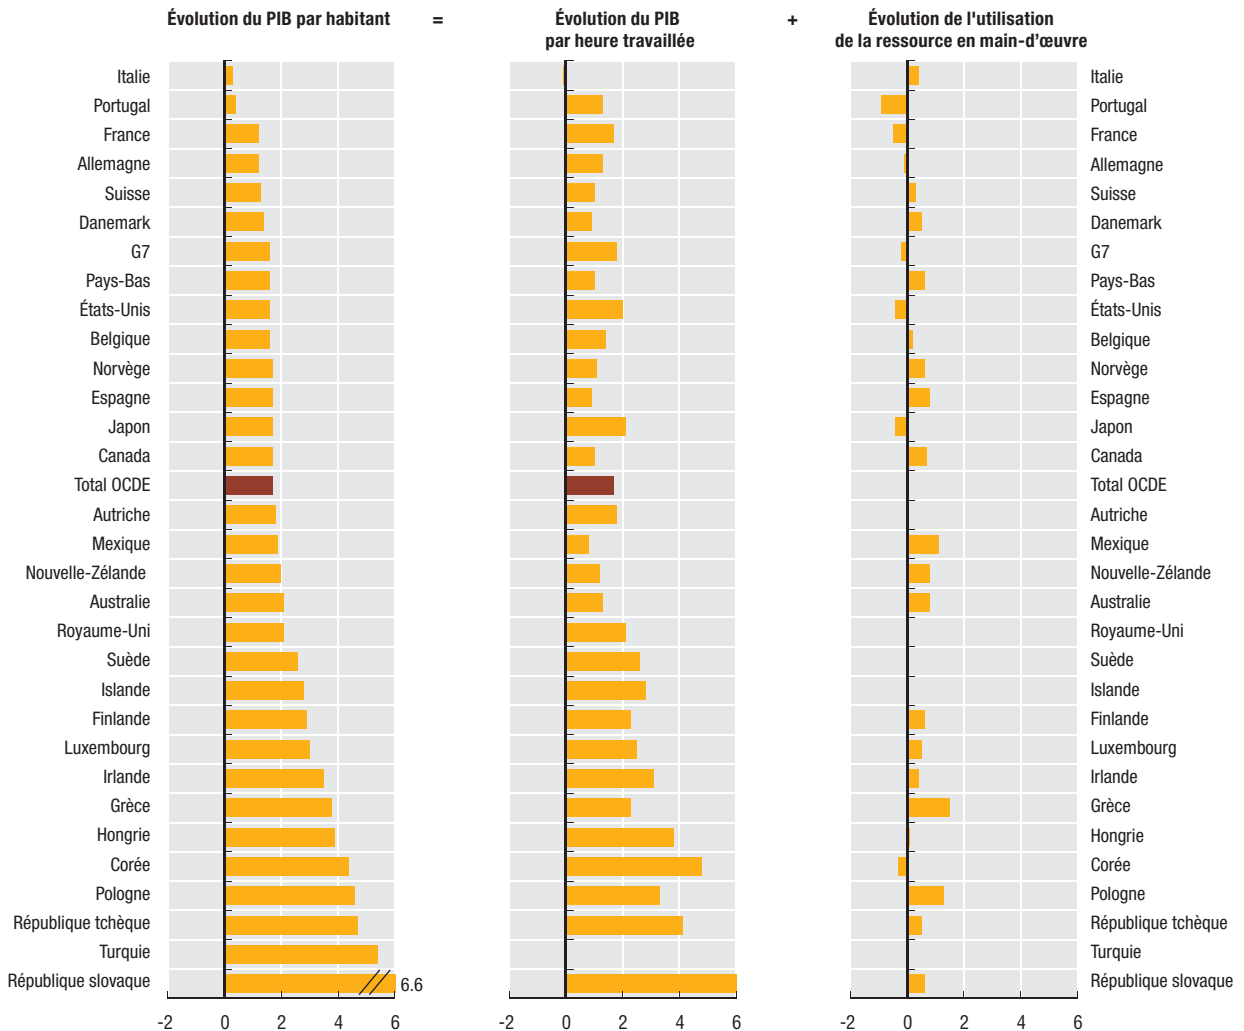 Évolution du PIB par habitant
=
Évolution du PIB
par heure travaillée
+
Évolution de l'utilisation
de la ressource en main-d'œuvre
Italie Italie
Portugal Portugal
France France
Allemagne Allemagne
Suisse Suisse
Danemark Danemark
G7 G7
Pays-Bas Pays-Bas
États-Unis États-Unis
Belgique Belgique
Norvège Norvège
Espagne Espagne
Japon Japon
Canada Canada
Total OCDE Total OCDE
Autriche Autriche
Mexique Mexique
Nouvelle-Zélande Nouvelle-Zélande
Australie Australie
Royaume-Uni Royaume-Uni
Suède Suède
Islande Islande
Finlande Finlande
Luxembourg Luxembourg
Irlande Irlande
Grèce Grèce
Hongrie Hongrie
Corée Corée
Pologne Pologne
République tchèque République tchèque
Turquie Turquie
République slovaque 6.6 République slovaque
-2 0 2 4 6 -2 0 2 4 6 -2 0 2 4 6